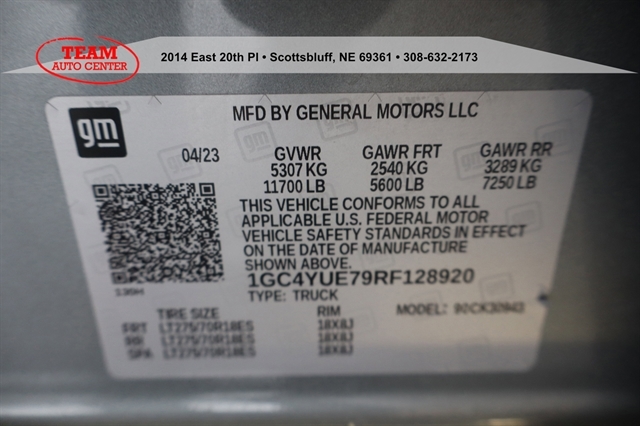 TEAM
AUTO CENTER
2014 East 20th Pl • Scottsbluff, NE 69361 • 308-632-2173
gm
MFD BY GENERAL MOTORS LLC
04/23 GVWR GAWR FRT GAWR RR
5307 KG 2540 KG 3289 KG
11700 LB 5600 LB 7250 LB
THIS VEHICLE CONFORMS TO ALL
APPLICABLE U.S. FEDERAL MOTOR
VEHICLE SAFETY STANDARDS IN EFFECT
ON THE DATE OF MANUFACTURE
SHOWN ABOVE.
1GC4YUE79RF128920
TYPE: TRUCK MODEL:
TIRE SIZE RIM
FRT LT275/70R18ES 18X8J
RR LT275/70R18ES 18X8J
SPA LT275/70R18ES 18X8J